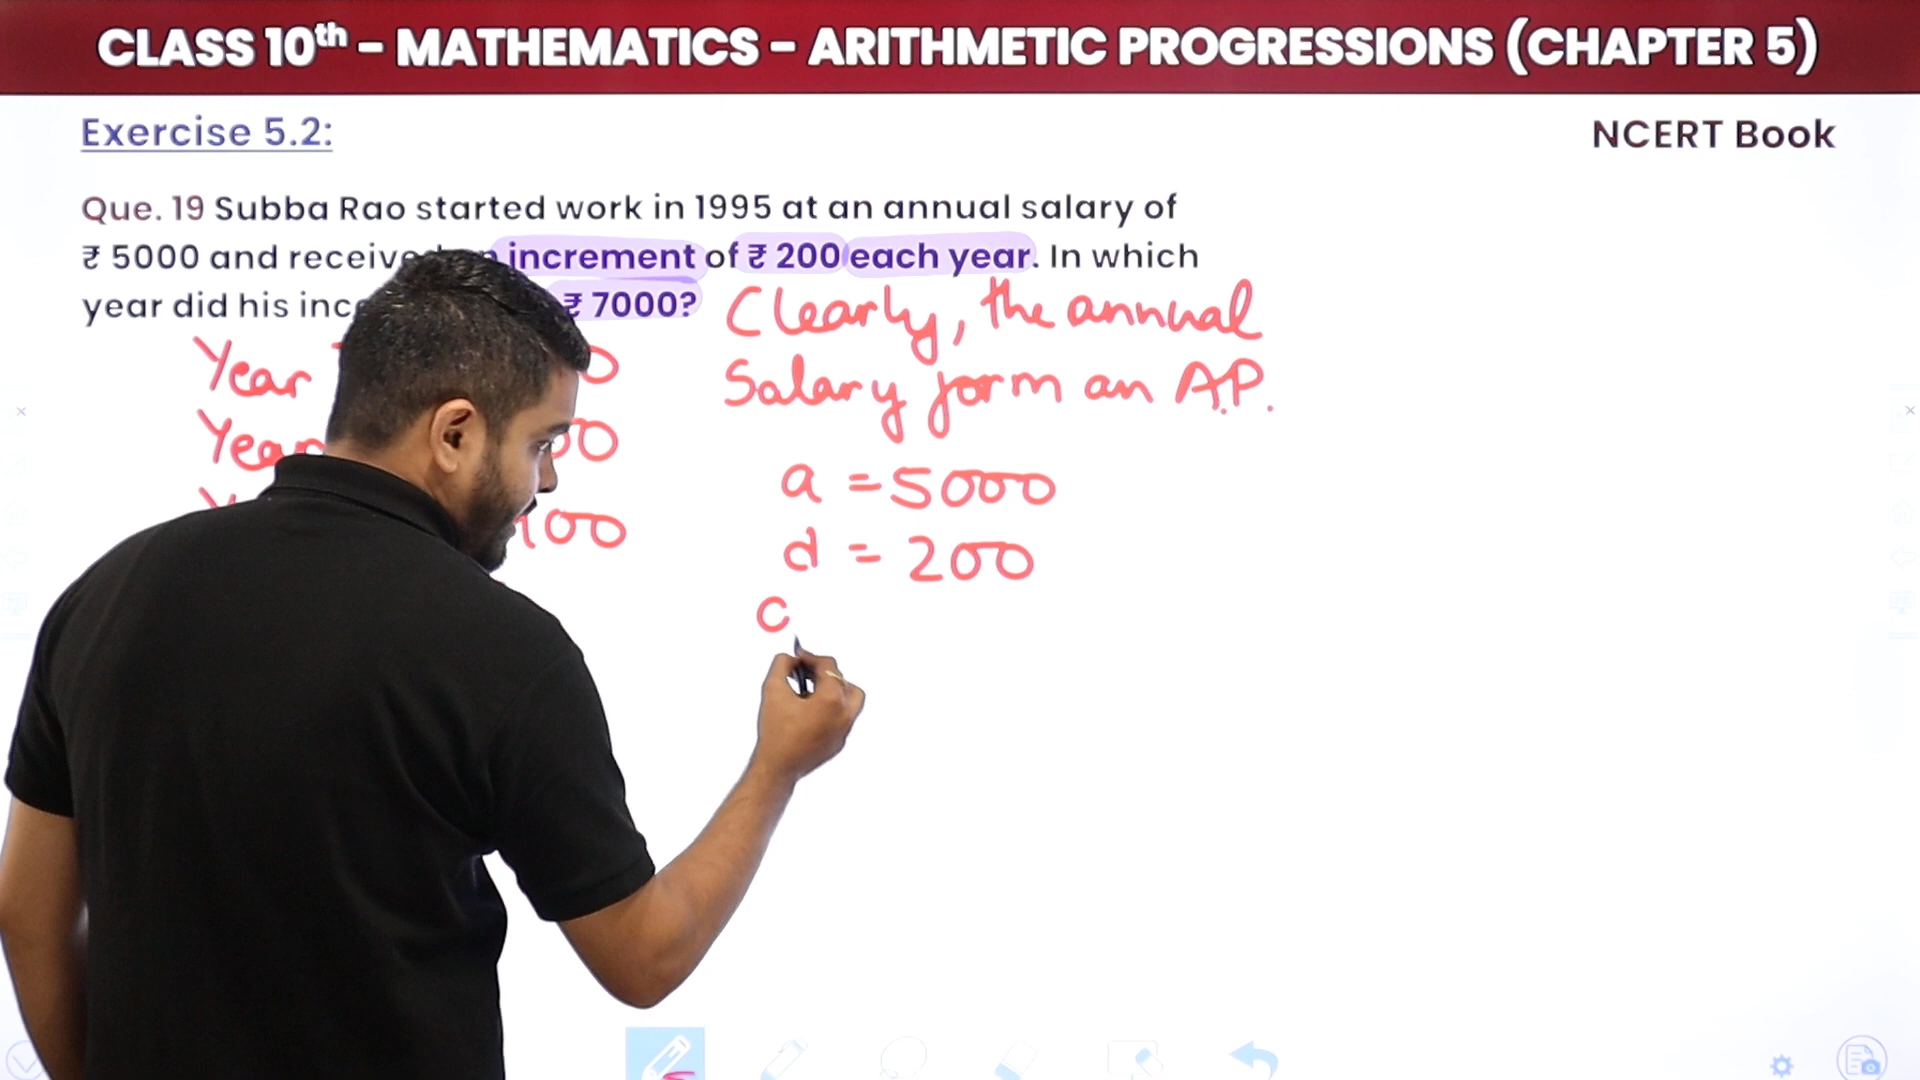 CLASS 10th – MATHEMATICS – ARITHMETIC PROGRESSIONS (CHAPTER 5)
Exercise 5.2:
NCERT Book
Que. 19 Subba Rao started work in 1995 at an annual salary of
₹ 5000 and increment of ₹ 200 each year. In which
year did his ₹ 7000?
Clearly, the annual
Salary form an A.P.
Year
Year
a = 5000
d = 200